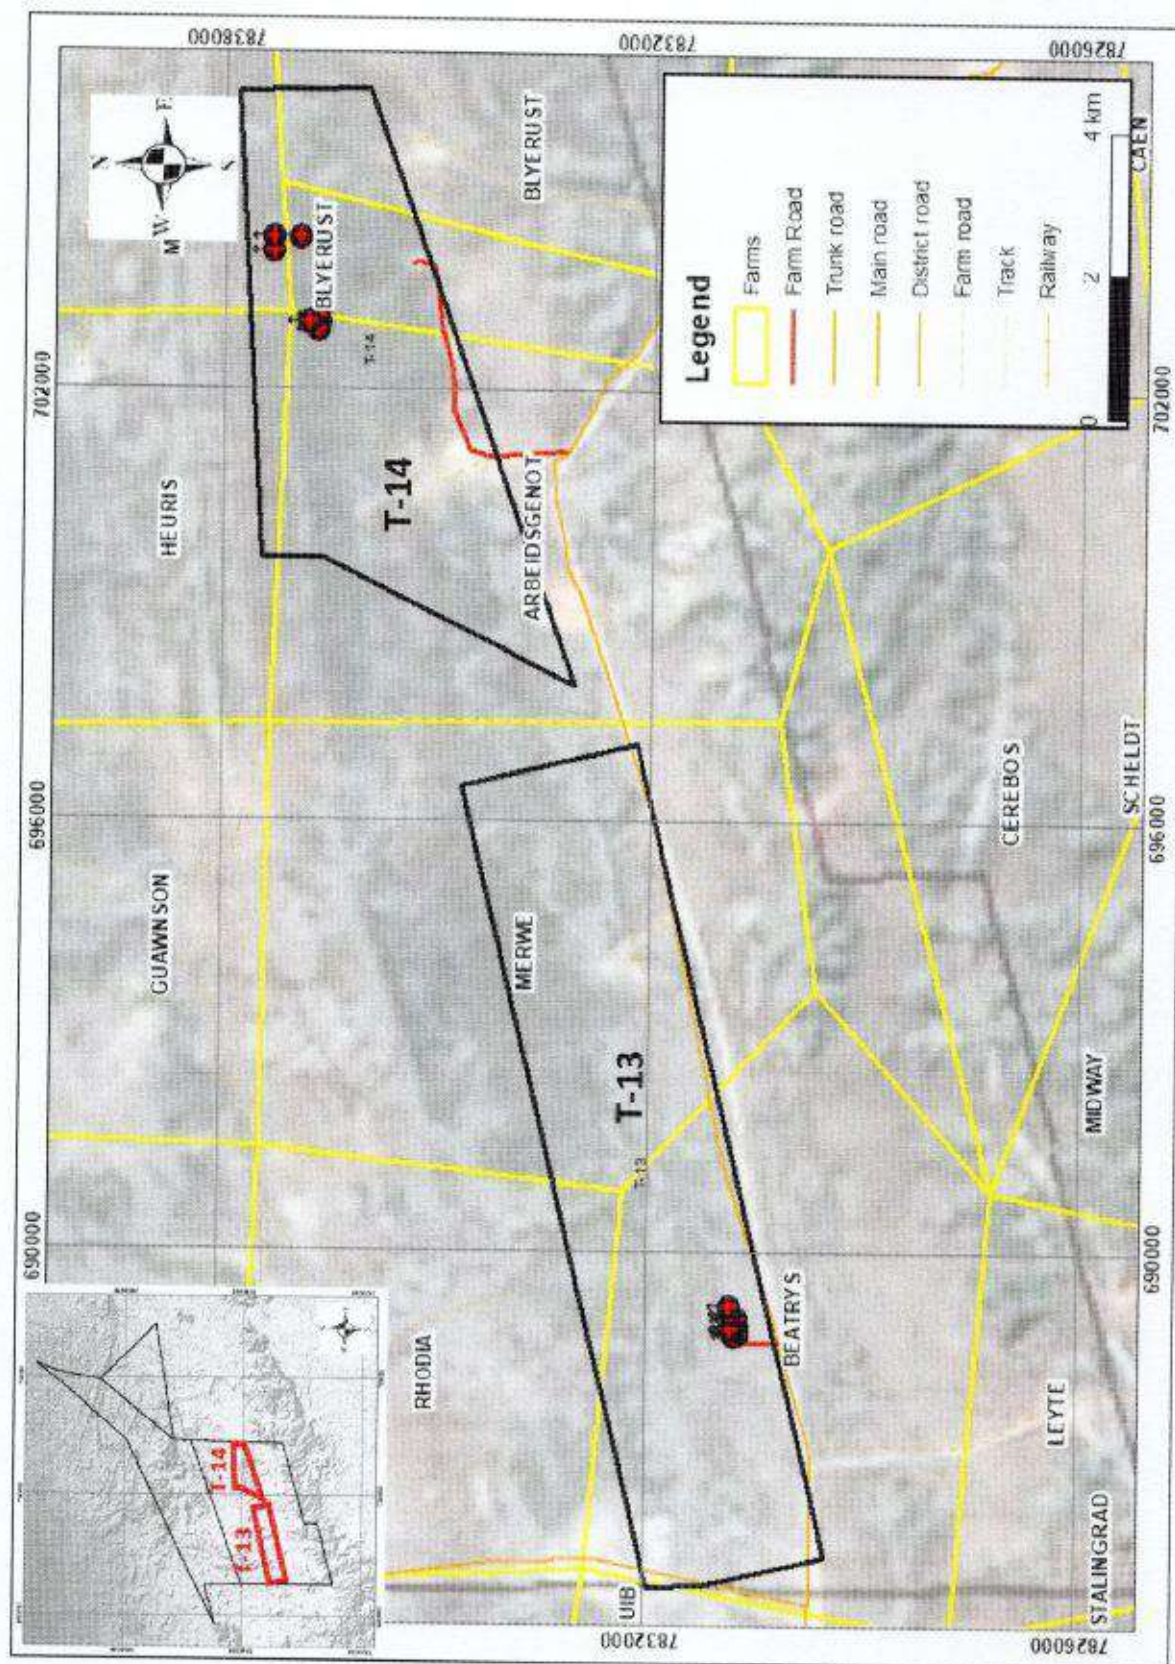 690000
696000
702000
7838000
7832000
7826000
T-13
T-14
GUAWNSON
HEURIS
N
W
E
S
M
BLYERUST
T-14
T-14
RHODIA
MERWE
ARBEIDSGENOT
BLYERUST
T-13
T-13
UIB
BEATRYS
LEYTE
STALINGRAD
MIDWAY
CEREBOS
SCHELDT
CAEN
Legend
Farms
Farm Road
Trunk road
Main road
District road
Farm road
Track
Railway
0 2 4 km
7832000
7826000
696000
702000